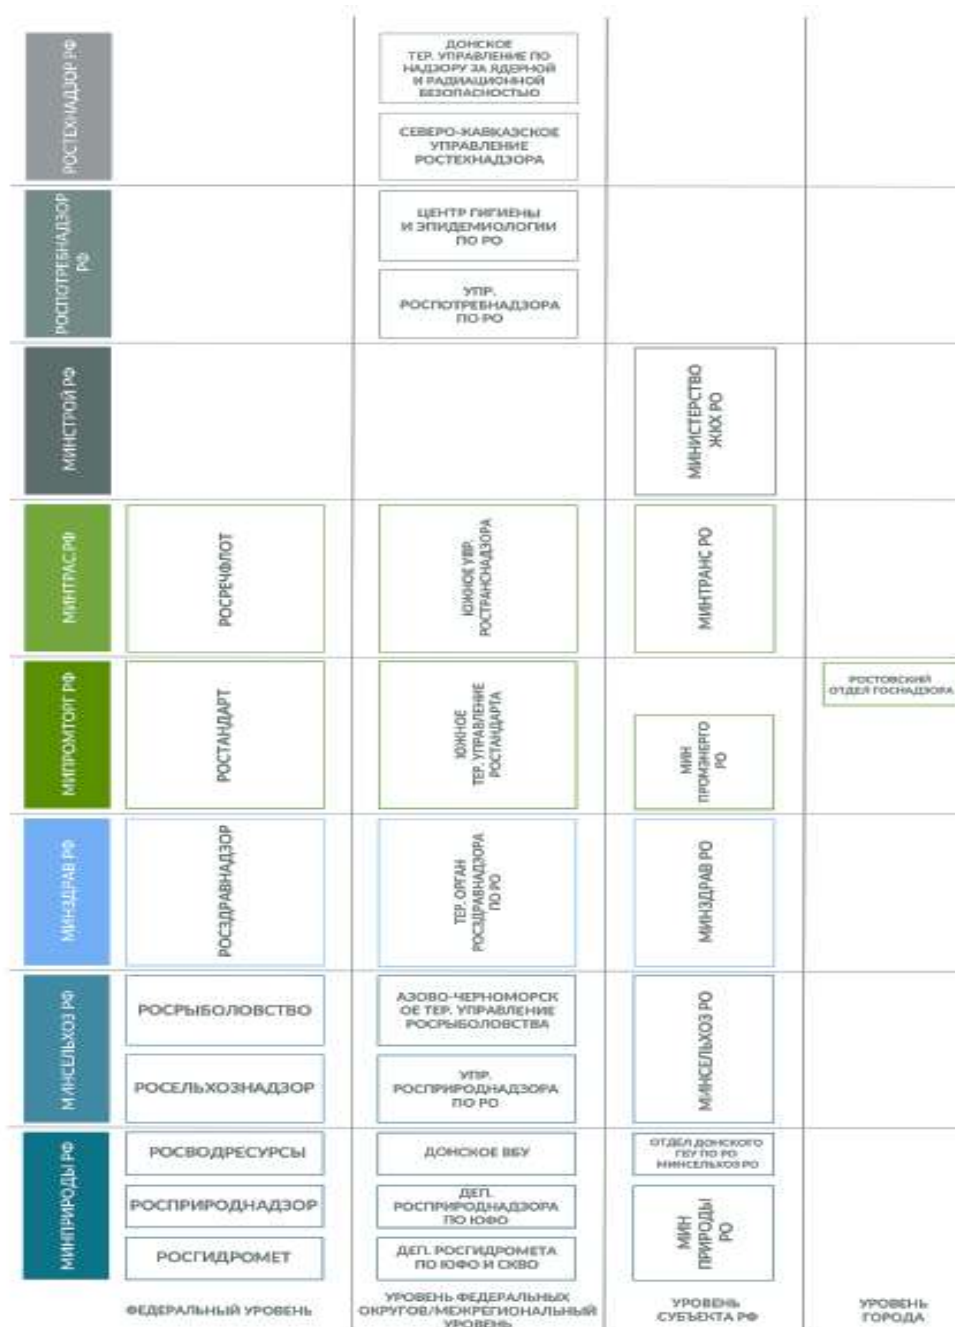 РОСТЕХНАДЗОР РФ
ДОНСКОЕ
ТЕР. УПРАВЛЕНИЕ ПО
НАДЗОРУ ЗА ЯДЕРНОЙ
И РАДИАЦИОННОЙ
БЕЗОПАСНОСТЬЮ
СЕВЕРО-КАВКАЗСКОЕ
УПРАВЛЕНИЕ
РОСТЕХНАДЗОРА
РОСПОТРЕБНАДЗОР
РФ
ЦЕНТР ГИГИЕНЫ
И ЭПИДЕМИОЛОГИИ
ПО РО
УПР.
РОСПОТРЕБНАДЗОРА
ПО РО
МИНСТРОЙ РФ
МИНИСТЕРСТВО
ЖКХ РО
МИНТРАС РФ
РОСРЕЧФЛОТ
ЮЖНОЕ УПР.
РОСТРАНСНАДЗОРА
МИНТРАНС РО
МИПРОМТОРГ РФ
РОСТАНДАРТ
ЮЖНОЕ
ТЕР. УПРАВЛЕНИЕ
РОСТАНДАРТА
МИН
ПРОМЭНЕРГО
РО
РОСТОВСКИЙ
ОТДЕЛ ГОСНАДЗОРА
МИНЗДРАВ РФ
РОСЗДРАВНАДЗОР
ТЕР. ОРГАН
РОСЗДРАВНАДЗОРА
ПО РО
МИНЗДРАВ РО
МИНСЕЛЬХОЗ РФ
РОСРЫБОЛОВСТВО
АЗОВО-ЧЕРНОМОРСК
ОЕ ТЕР. УПРАВЛЕНИЕ
РОСРЫБОЛОВСТВА
МИНСЕЛЬХОЗ РО
РОСЕЛЬХОЗНАДЗОР
УПР.
РОСПРИРОДНАДЗОРА
ПО РО
МИНПРИРОДЫ РФ
РОСВОДРЕСУРСЫ
ДОНСКОЕ ВБУ
ОТДЕЛ ДОНСКОГО
ГБУ ПО РО
МИНСЕЛЬХОЗ РО
РОСПРИРОДНАДЗОР
ДЕП.
РОСПРИРОДНАДЗОРА
ПО ЮФО
МИН
ПРИРОДЫ
РО
РОСГИДРОМЕТ
ДЕП. РОСГИДРОМЕТА
ПО ЮФО И СКФО
ФЕДЕРАЛЬНЫЙ УРОВЕНЬ
УРОВЕНЬ ФЕДЕРАЛЬНЫХ
ОКРУГОВ/МЕЖРЕГИОНАЛЬНЫЙ
УРОВЕНЬ
УРОВЕНЬ
СУБЪЕКТА РФ
УРОВЕНЬ
ГОРОДА